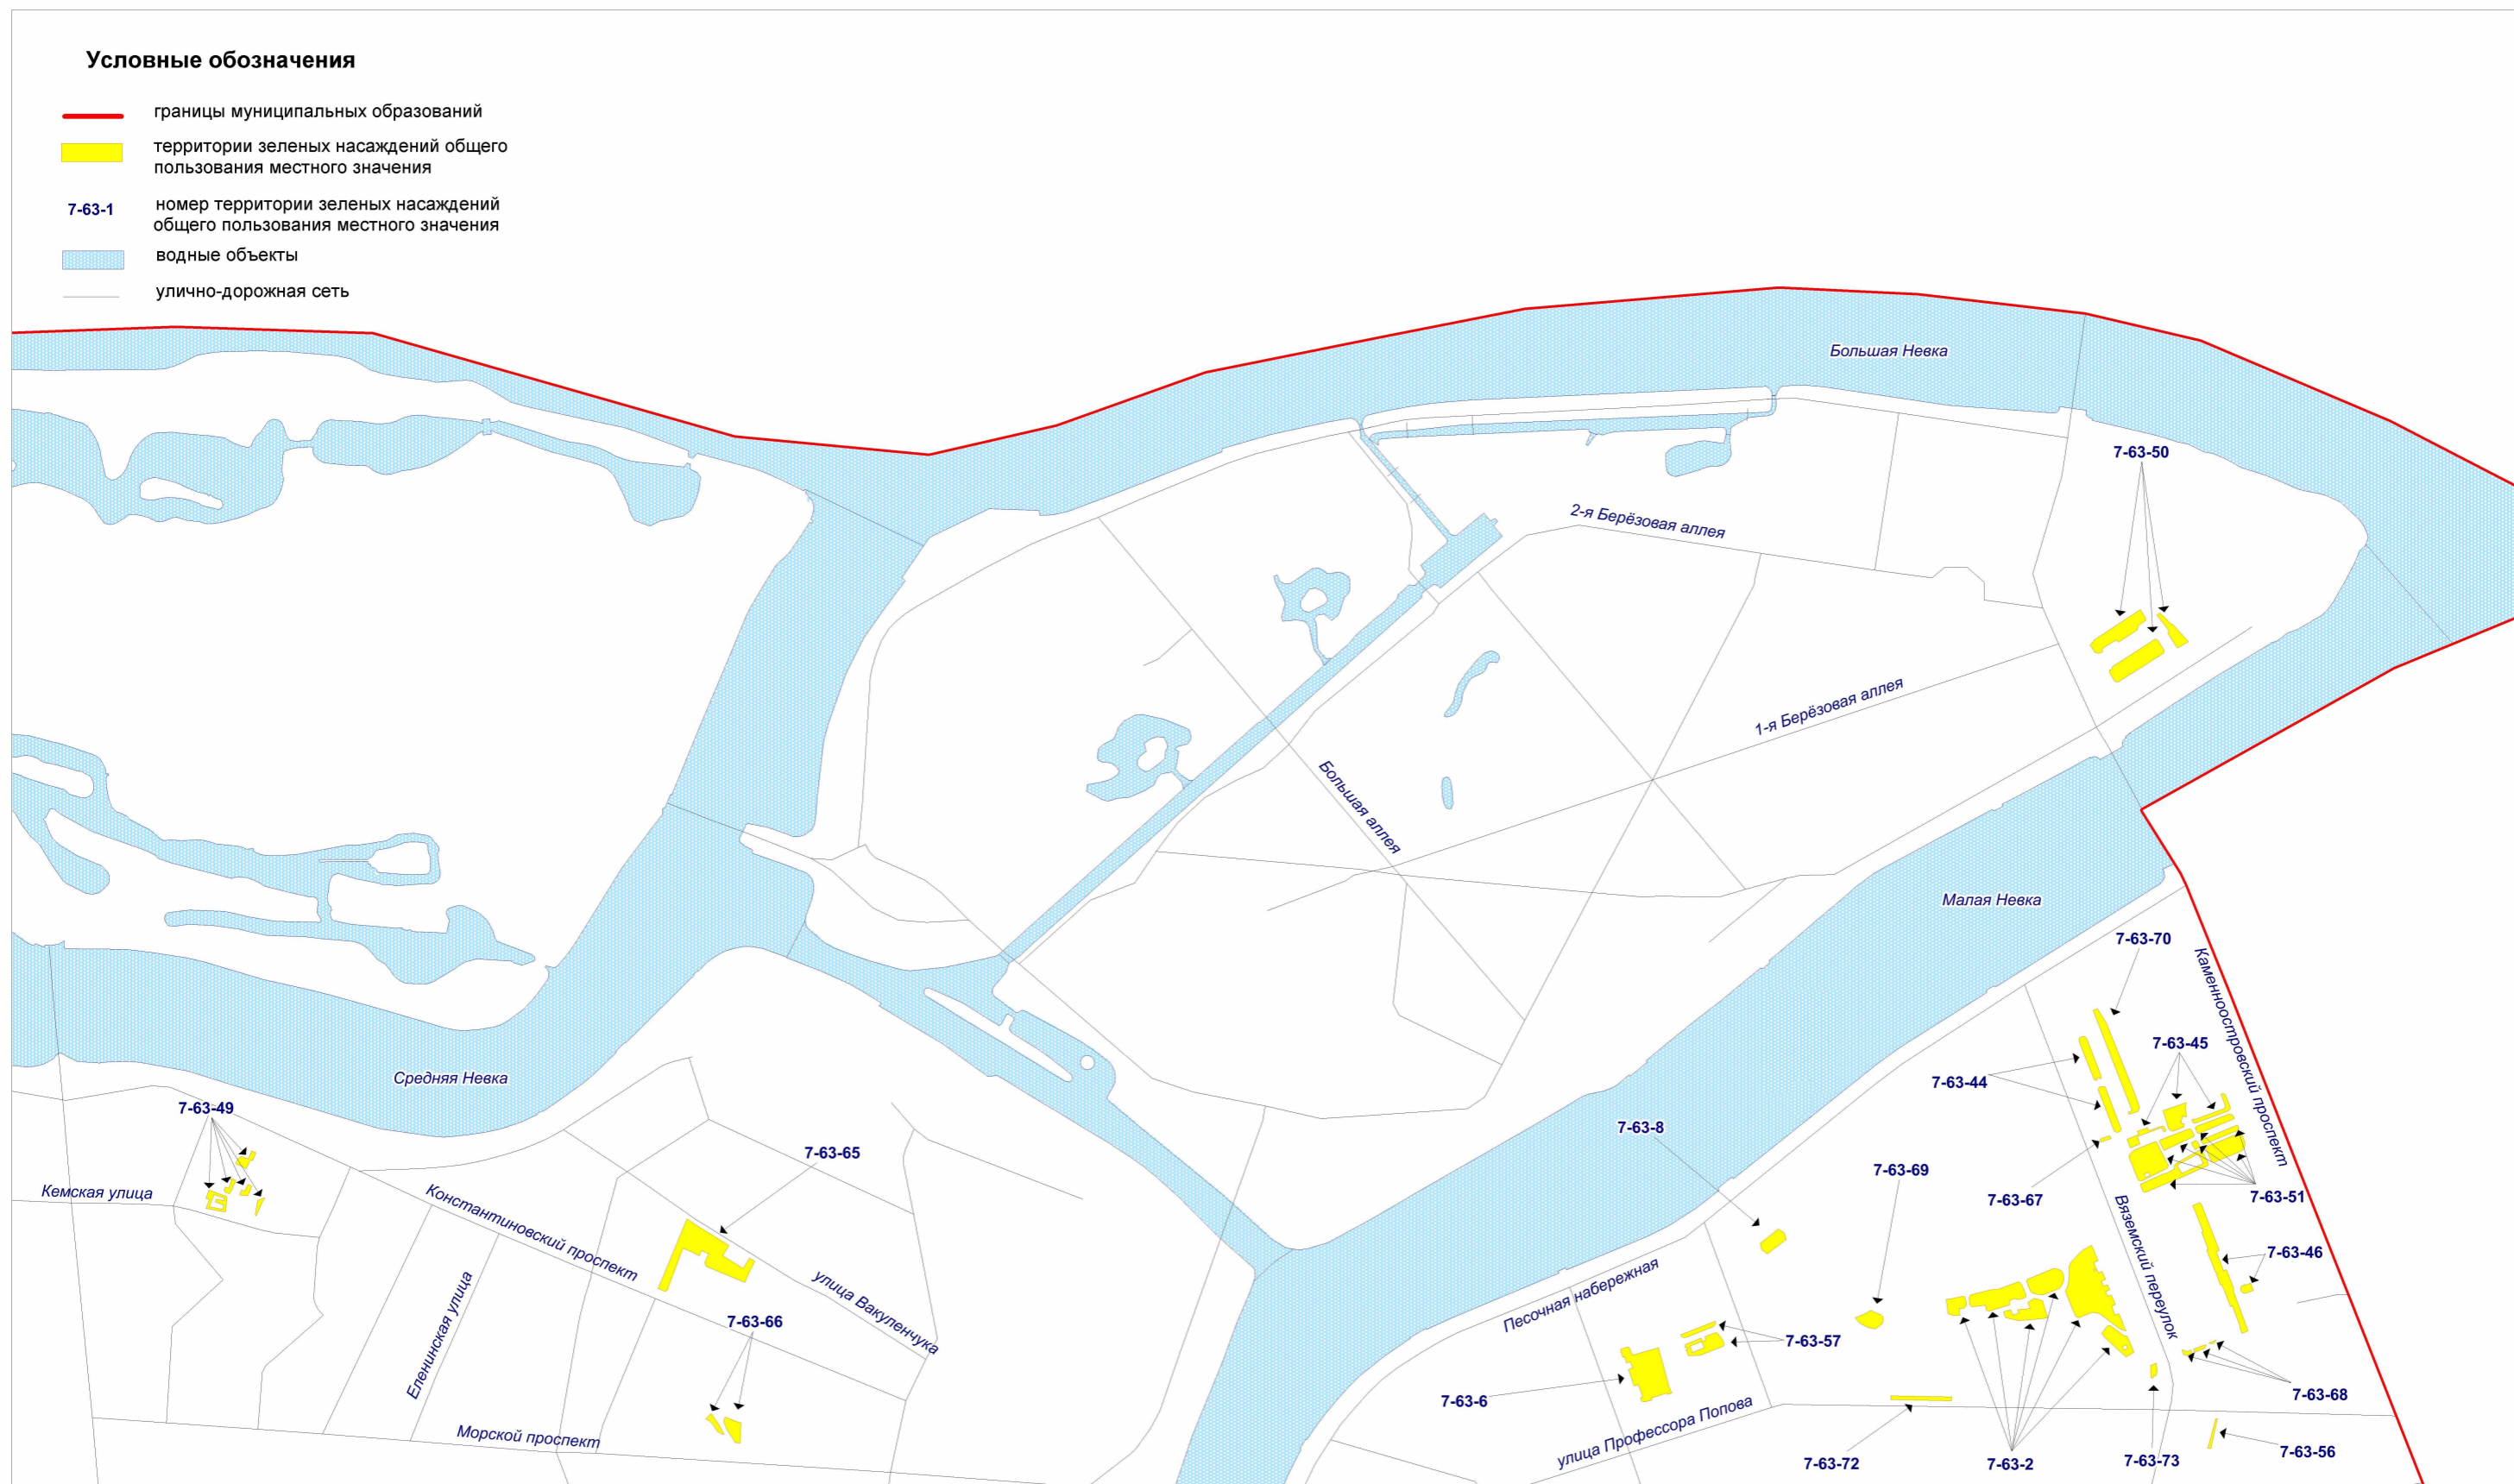 Условные обозначения
границы муниципальных образований
территории зеленых насаждений общего
пользования местного значения
7-63-1
номер территории зеленых насаждений
общего пользования местного значения
водные объекты
улично-дорожная сеть
Большая Невка
7-63-50
2-я Берёзовая аллея
1-я Берёзовая аллея
Большая аллея
Малая Невка
7-63-70
Каменноостровский проспект
7-63-45
7-63-44
Средняя Невка
7-63-49
7-63-8
7-63-65
7-63-69
Кемская улица
Константиновский проспект
7-63-67
7-63-51
Вяземский переулок
7-63-46
улица Вакуленчука
Песочная набережная
Еленинская улица
7-63-66
7-63-57
7-63-6
7-63-68
улица Профессора Попова
Морской проспект
7-63-72
7-63-2
7-63-73
7-63-56